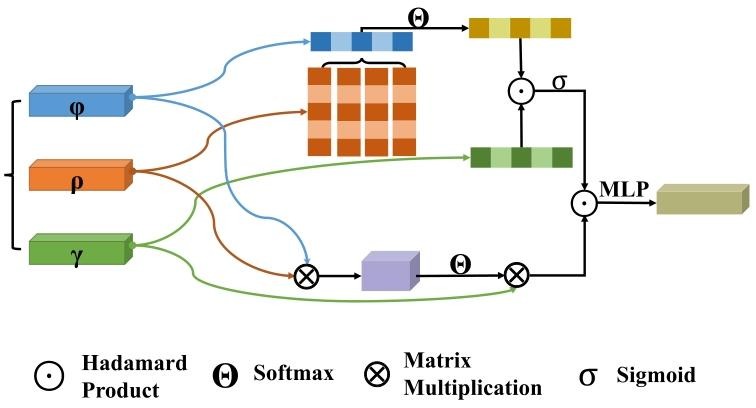 Θ
φ
σ
ρ
MLP
γ
Θ
Hadamard
Product
Θ Softmax
Matrix
Multiplication
σ Sigmoid